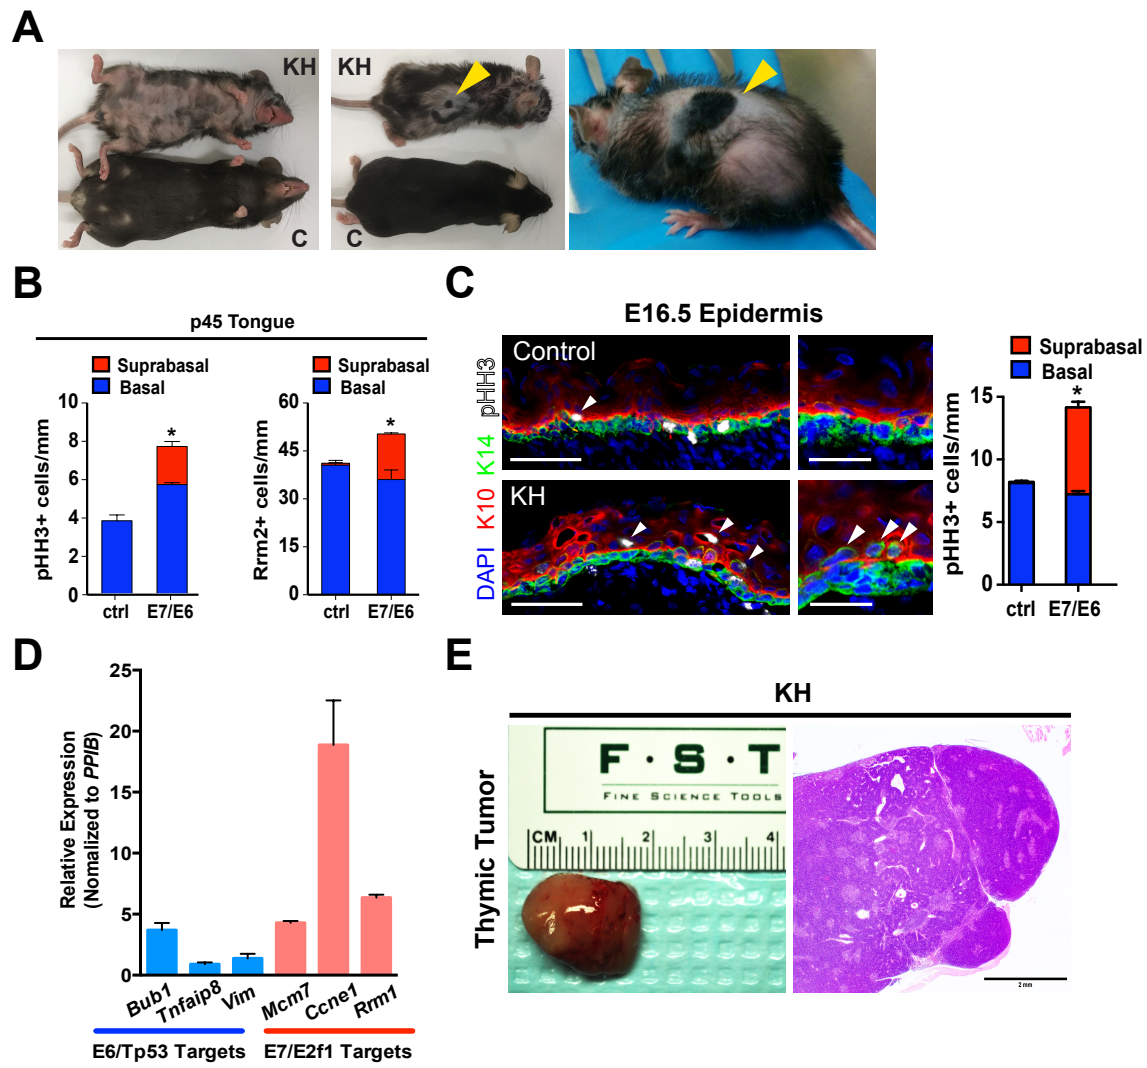 A
KH
C
KH
C
B
p45 Tongue
Suprabasal
Basal
pHH3+ cells/mm
10
8
6
4
2
0
ctrl
E7/E6
*
Suprabasal
Basal
Rrm2+ cells/mm
60
45
30
15
0
ctrl
E7/E6
*
C
E16.5 Epidermis
DAPI K10 K14 pHH3
Control
KH
Suprabasal
Basal
pHH3+ cells/mm
15
10
5
0
ctrl
E7/E6
*
D
Relative Expression
(Normalized to PPIB)
25
20
15
10
5
0
Bub1
Tnfaip8
Vim
Mcm7
Ccne1
Rrm1
E6/Tp53 Targets
E7/E2f1 Targets
E
KH
Thymic Tumor
F·S·T
FINE SCIENCE TOOLS
CM 1 2 3 4
2 mm